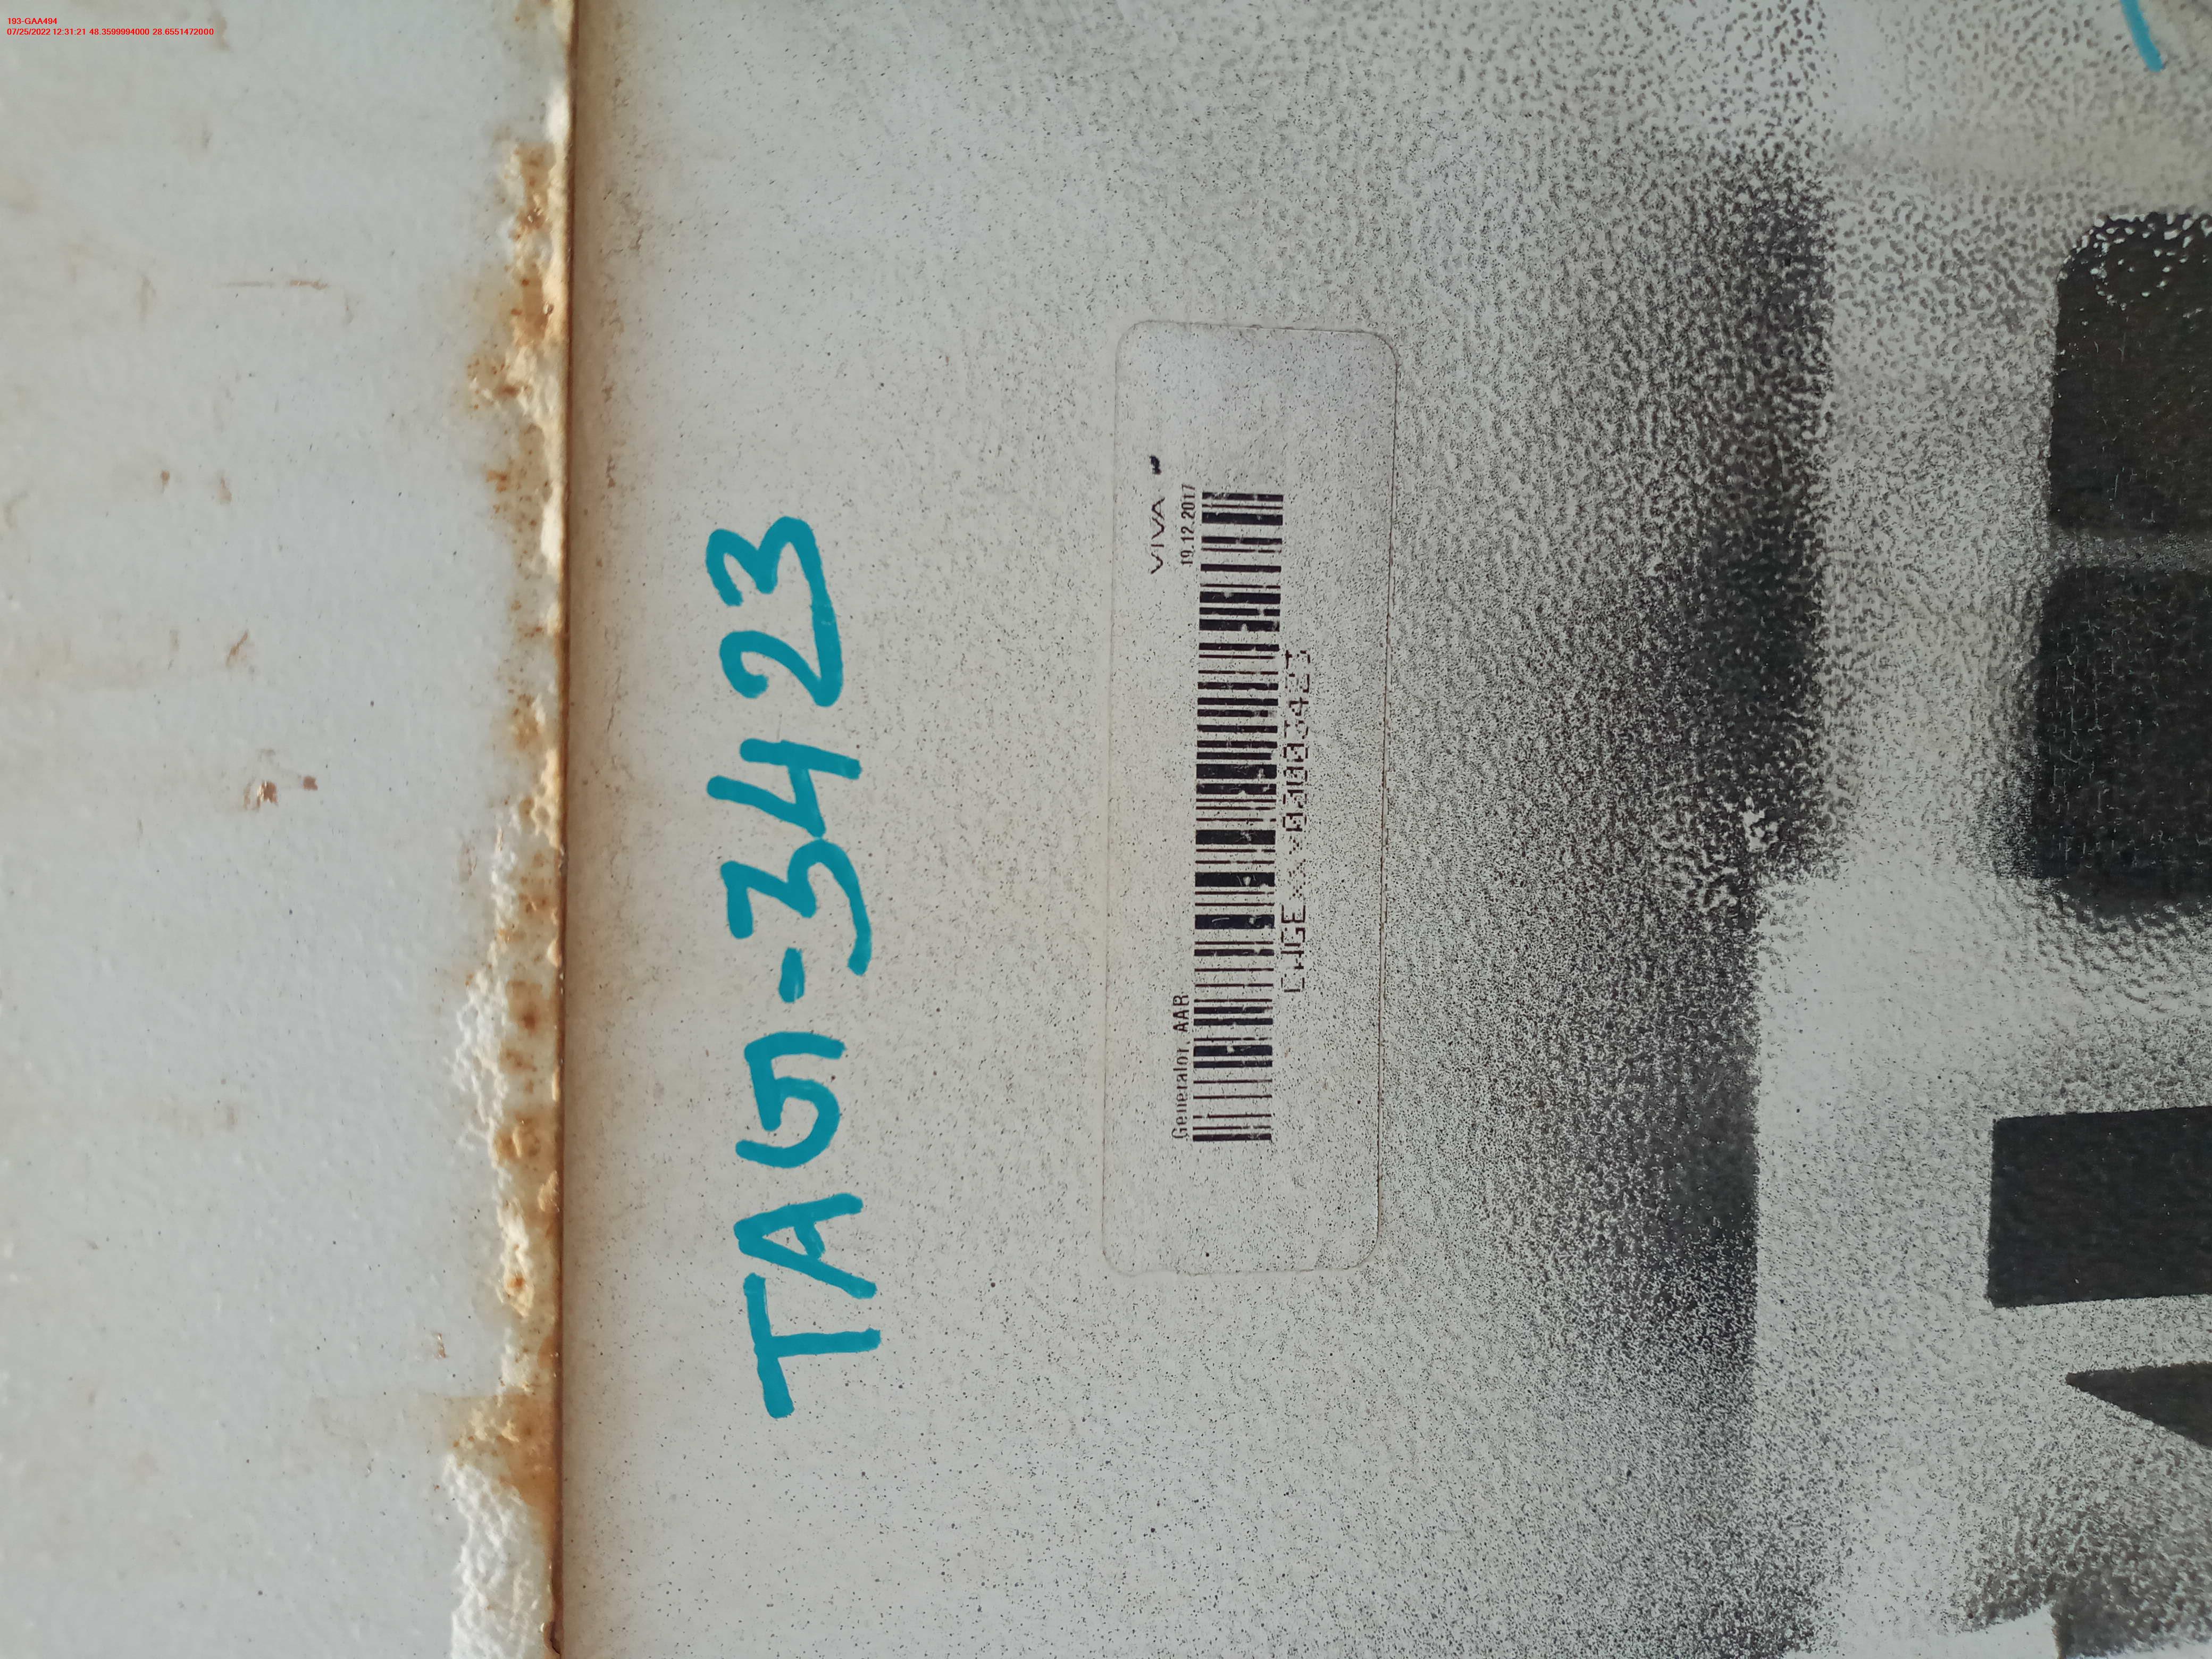 193-GAA494
07/25/2022 12:31:21 48.3599994000 28.6551472000
TAG-3423
VIVA
19.12.2017
Generator, AAR